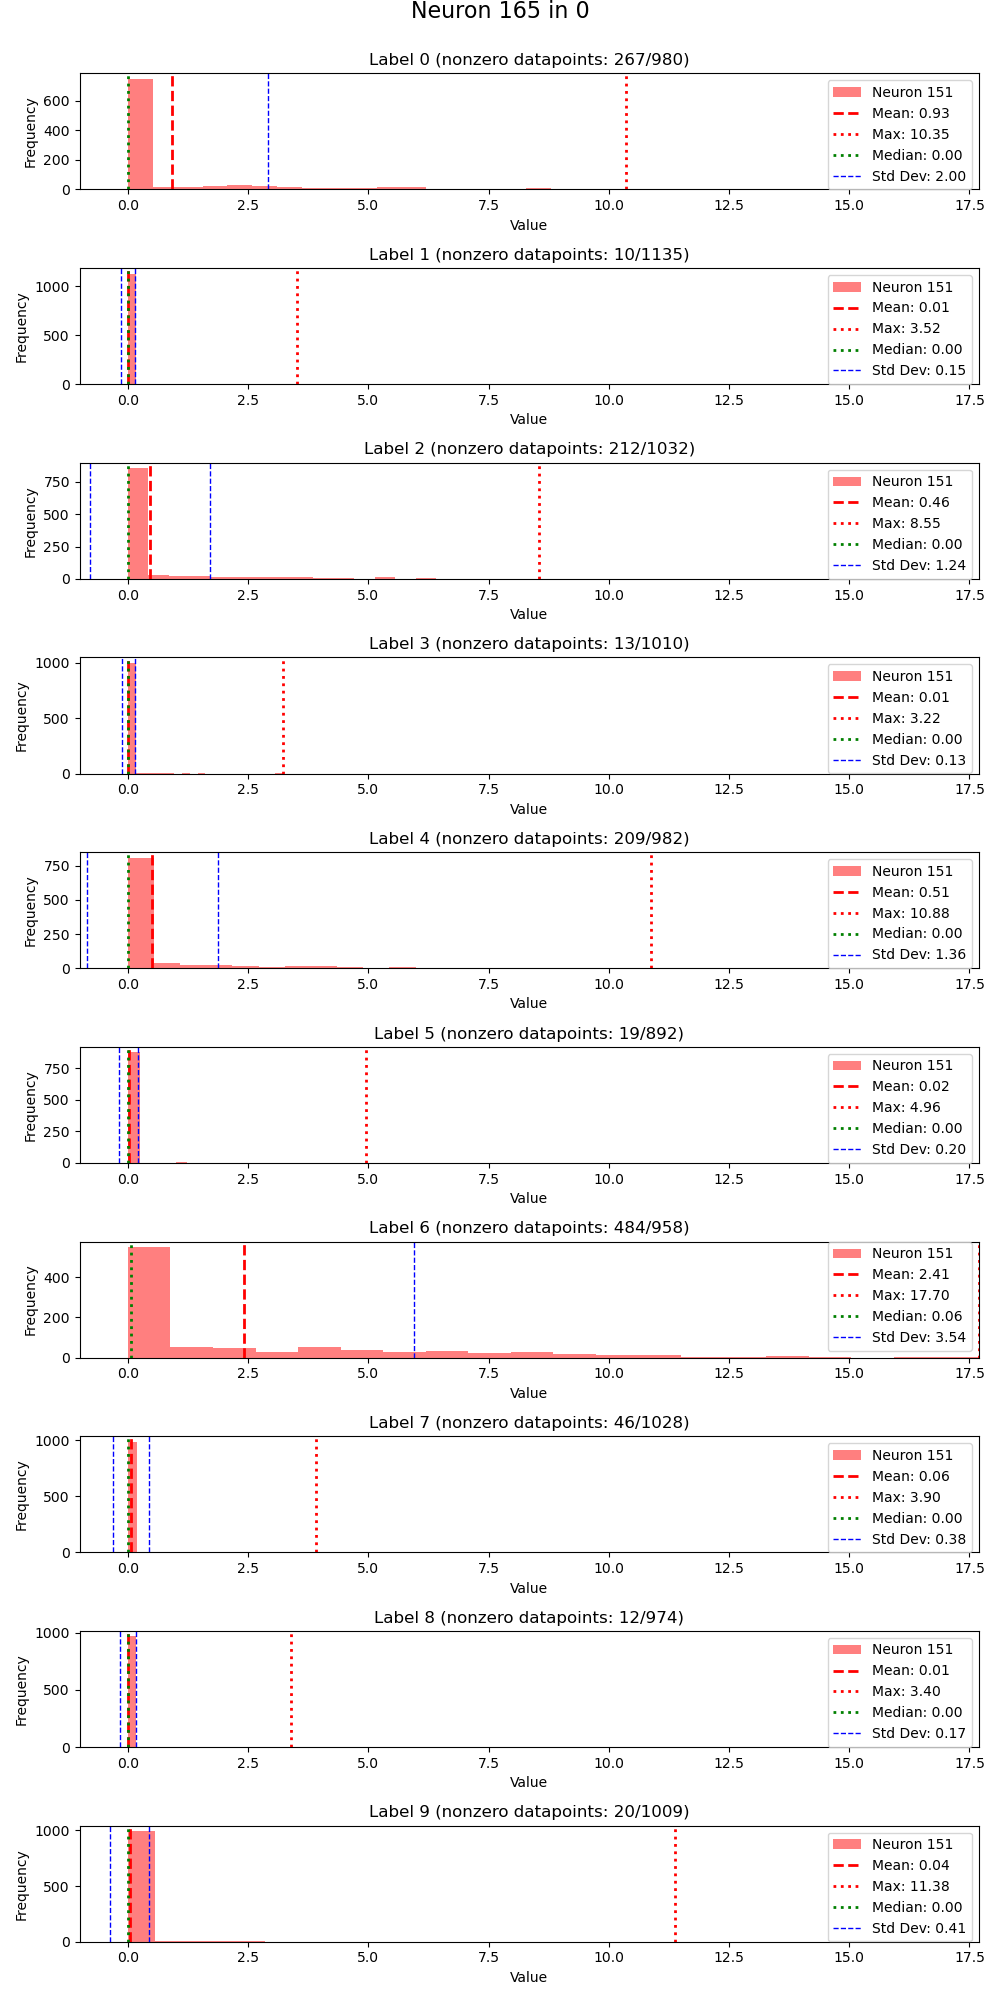 Neuron 165 in 0
Label 0 (nonzero datapoints: 267/980)
Frequency
600
400
200
0
Neuron 151
Mean: 0.93
Max: 10.35
Median: 0.00
Std Dev: 2.00
0.0 2.5 5.0 7.5 10.0 12.5 15.0 17.5
Value
Label 1 (nonzero datapoints: 10/1135)
Frequency
1000
500
0
Neuron 151
Mean: 0.01
Max: 3.52
Median: 0.00
Std Dev: 0.15
0.0 2.5 5.0 7.5 10.0 12.5 15.0 17.5
Value
Label 2 (nonzero datapoints: 212/1032)
Frequency
750
500
250
0
Neuron 151
Mean: 0.46
Max: 8.55
Median: 0.00
Std Dev: 1.24
0.0 2.5 5.0 7.5 10.0 12.5 15.0 17.5
Value
Label 3 (nonzero datapoints: 13/1010)
Frequency
1000
500
0
Neuron 151
Mean: 0.01
Max: 3.22
Median: 0.00
Std Dev: 0.13
0.0 2.5 5.0 7.5 10.0 12.5 15.0 17.5
Value
Label 4 (nonzero datapoints: 209/982)
Frequency
750
500
250
0
Neuron 151
Mean: 0.51
Max: 10.88
Median: 0.00
Std Dev: 1.36
0.0 2.5 5.0 7.5 10.0 12.5 15.0 17.5
Value
Label 5 (nonzero datapoints: 19/892)
Frequency
750
500
250
0
Neuron 151
Mean: 0.02
Max: 4.96
Median: 0.00
Std Dev: 0.20
0.0 2.5 5.0 7.5 10.0 12.5 15.0 17.5
Value
Label 6 (nonzero datapoints: 484/958)
Frequency
400
200
0
Neuron 151
Mean: 2.41
Max: 17.70
Median: 0.06
Std Dev: 3.54
0.0 2.5 5.0 7.5 10.0 12.5 15.0 17.5
Value
Label 7 (nonzero datapoints: 46/1028)
Frequency
1000
500
0
Neuron 151
Mean: 0.06
Max: 3.90
Median: 0.00
Std Dev: 0.38
0.0 2.5 5.0 7.5 10.0 12.5 15.0 17.5
Value
Label 8 (nonzero datapoints: 12/974)
Frequency
1000
500
0
Neuron 151
Mean: 0.01
Max: 3.40
Median: 0.00
Std Dev: 0.17
0.0 2.5 5.0 7.5 10.0 12.5 15.0 17.5
Value
Label 9 (nonzero datapoints: 20/1009)
Frequency
1000
500
0
Neuron 151
Mean: 0.04
Max: 11.38
Median: 0.00
Std Dev: 0.41
0.0 2.5 5.0 7.5 10.0 12.5 15.0 17.5
Value